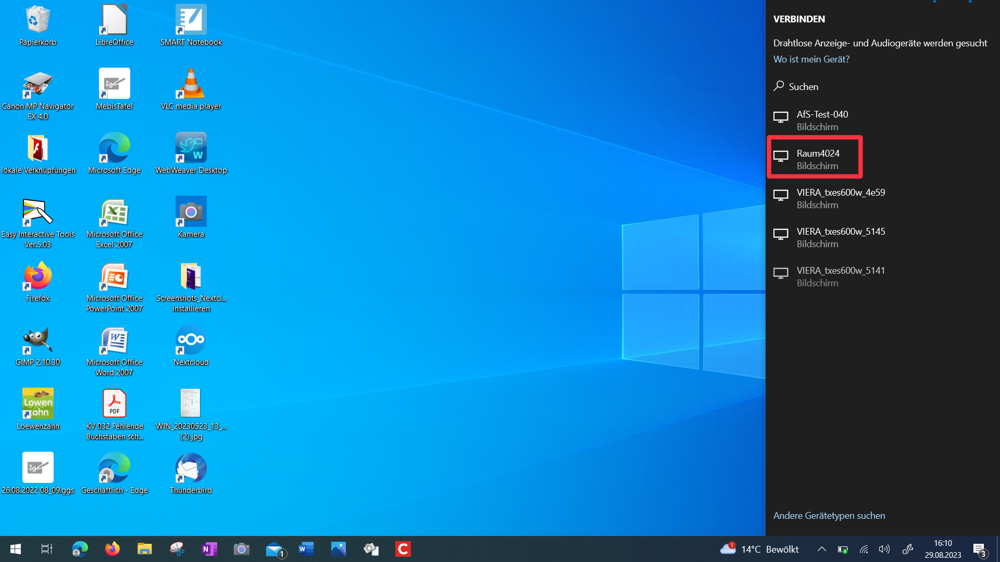 Papierkorb
LibreOffice
SMART Notebook
Canon MP Navigator
EX 4.0
MebisTafel
VLC media player
lokale Verknüpfungen
Microsoft Edge
W
WebWeaver Desktop
Easy Interactive Tools
Ver.5.03
Microsoft Office
Excel 2007
Kamera
Firefox
Microsoft Office
PowerPoint 2007
Screenshots_Nextcl...
installieren
GIMP 2.10.30
Microsoft Office
Word 2007
Nextcloud
Löwen
zahn
Loewenzahn
PDF
KV 032 Fehlende
Buchstaben sch...
WIN_20230523_13_...
(2).jpg
26.08.2022 08_09.ggs
Geschäftlich - Edge
Thunderbird
VERBINDEN
Drahtlose Anzeige- und Audiogeräte werden gesucht
Wo ist mein Gerät?
Suchen
AfS-Test-040
Bildschirm
Raum4024
Bildschirm
VIERA_txes600w_4e59
Bildschirm
VIERA_txes600w_5145
Bildschirm
VIERA_txes600w_5141
Bildschirm
Andere Gerätetypen suchen
N
1
W
C
1
14°C Bewölkt
16:10
29.08.2023
3